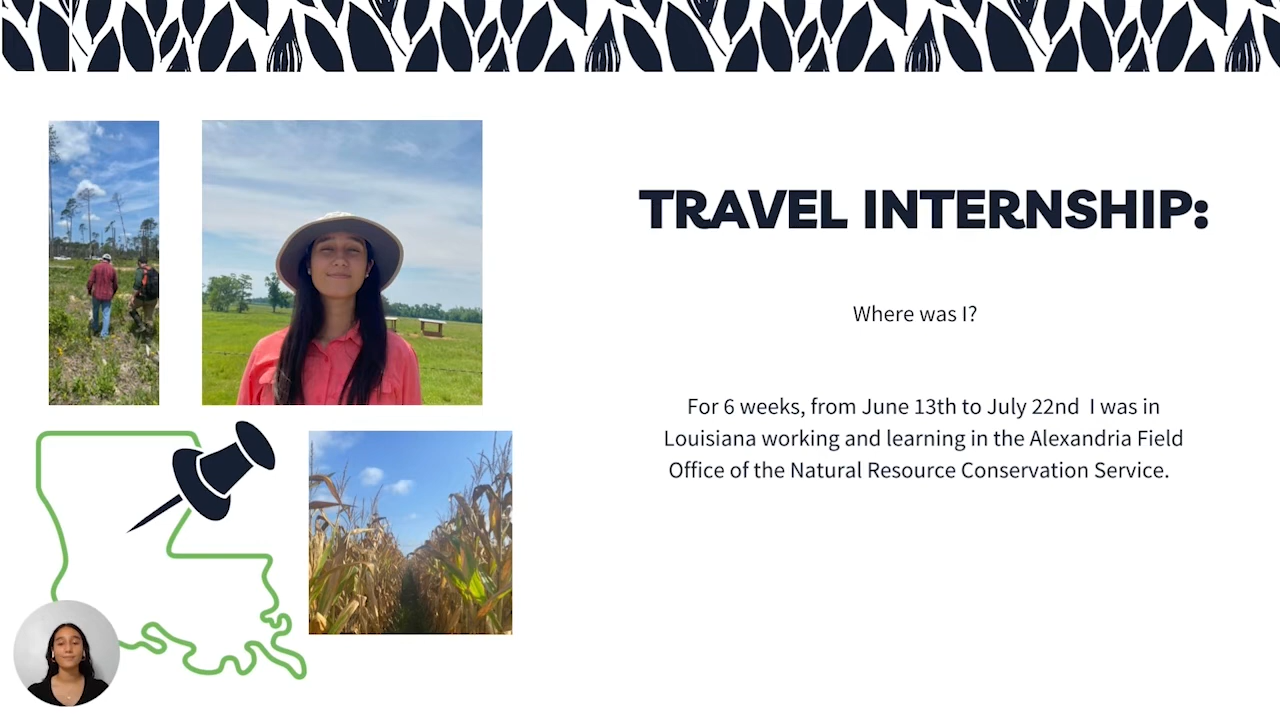 TRAVEL INTERNSHIP:
Where was I?
For 6 weeks, from June 13th to July 22nd I was in
Louisiana working and learning in the Alexandria Field
Office of the Natural Resource Conservation Service.